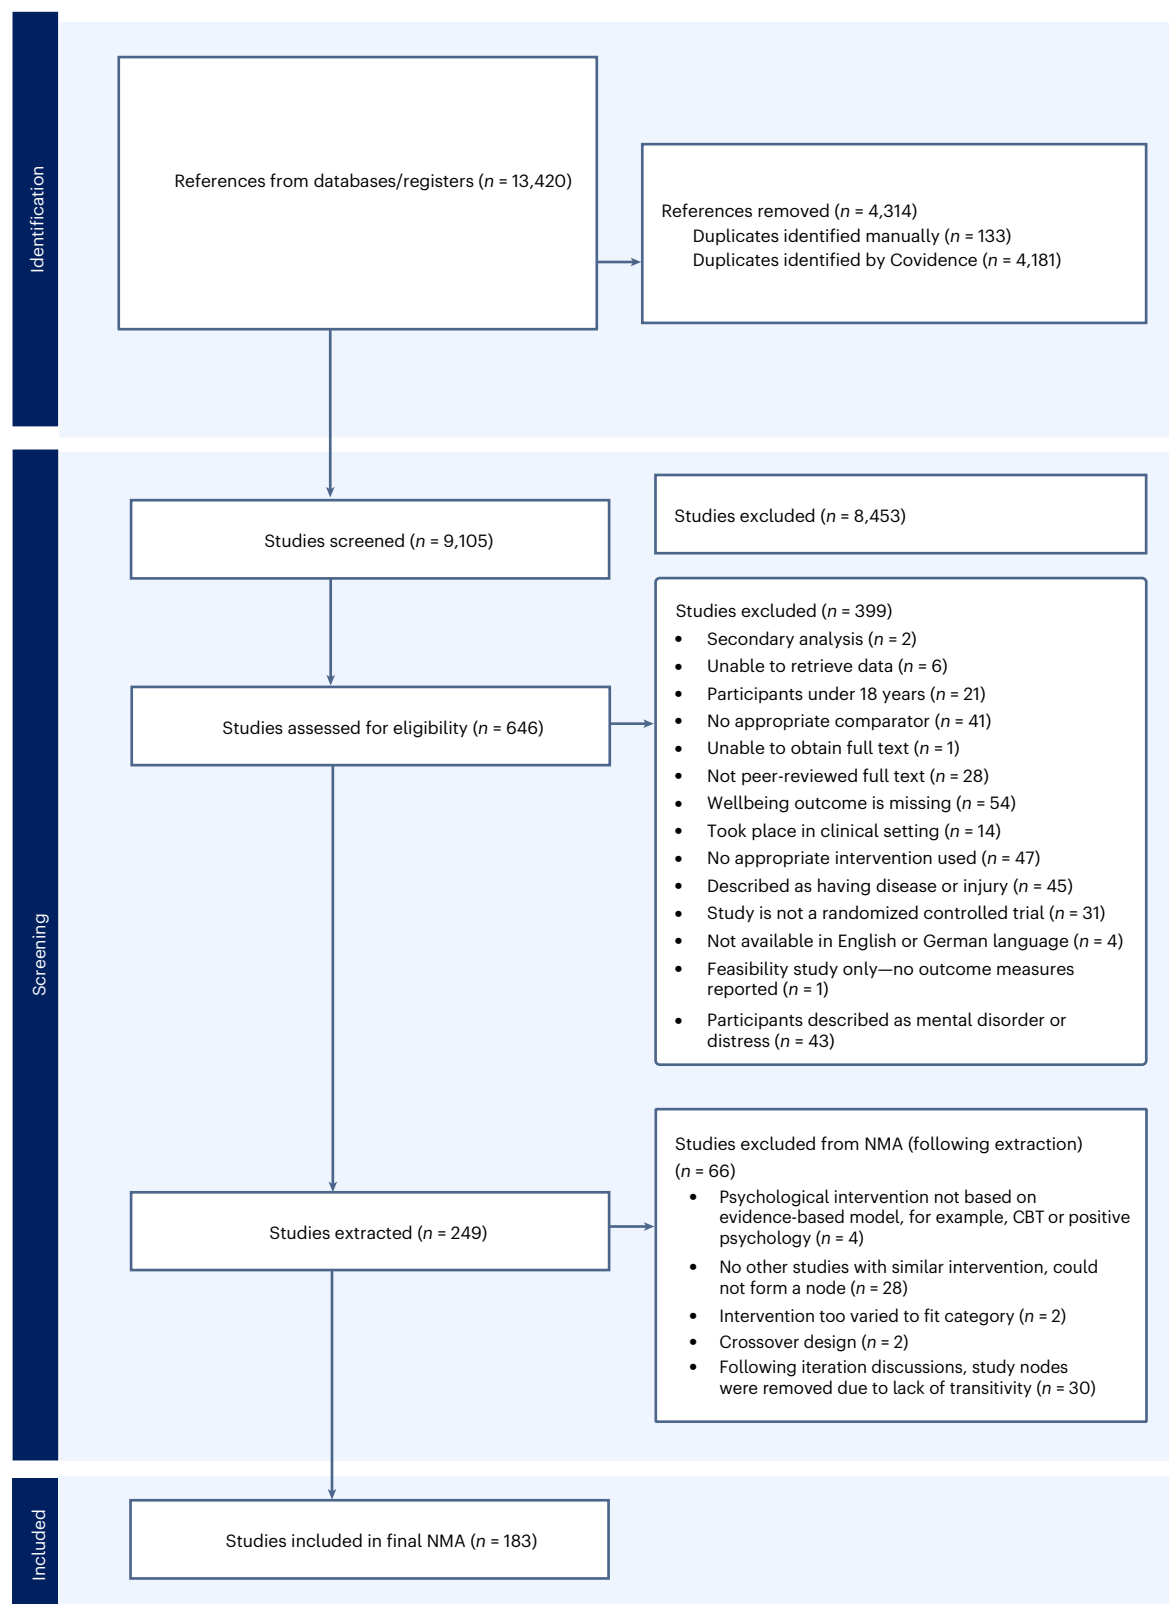 Identification
References from databases/registers (n = 13,420)
References removed (n = 4,314)
Duplicates identified manually (n = 133)
Duplicates identified by Covidence (n = 4,181)
Screening
Studies screened (n = 9,105)
Studies excluded (n = 8,453)
Studies assessed for eligibility (n = 646)
Studies excluded (n = 399)
• Secondary analysis (n = 2)
• Unable to retrieve data (n = 6)
• Participants under 18 years (n = 21)
• No appropriate comparator (n = 41)
• Unable to obtain full text (n = 1)
• Not peer-reviewed full text (n = 28)
• Wellbeing outcome is missing (n = 54)
• Took place in clinical setting (n = 14)
• No appropriate intervention used (n = 47)
• Described as having disease or injury (n = 45)
• Study is not a randomized controlled trial (n = 31)
• Not available in English or German language (n = 4)
• Feasibility study only—no outcome measures
reported (n = 1)
• Participants described as mental disorder or
distress (n = 43)
Studies extracted (n = 249)
Studies excluded from NMA (following extraction)
(n = 66)
• Psychological intervention not based on
evidence-based model, for example, CBT or positive
psychology (n = 4)
• No other studies with similar intervention, could
not form a node (n = 28)
• Intervention too varied to fit category (n = 2)
• Crossover design (n = 2)
• Following iteration discussions, study nodes
were removed due to lack of transitivity (n = 30)
Included
Studies included in final NMA (n = 183)